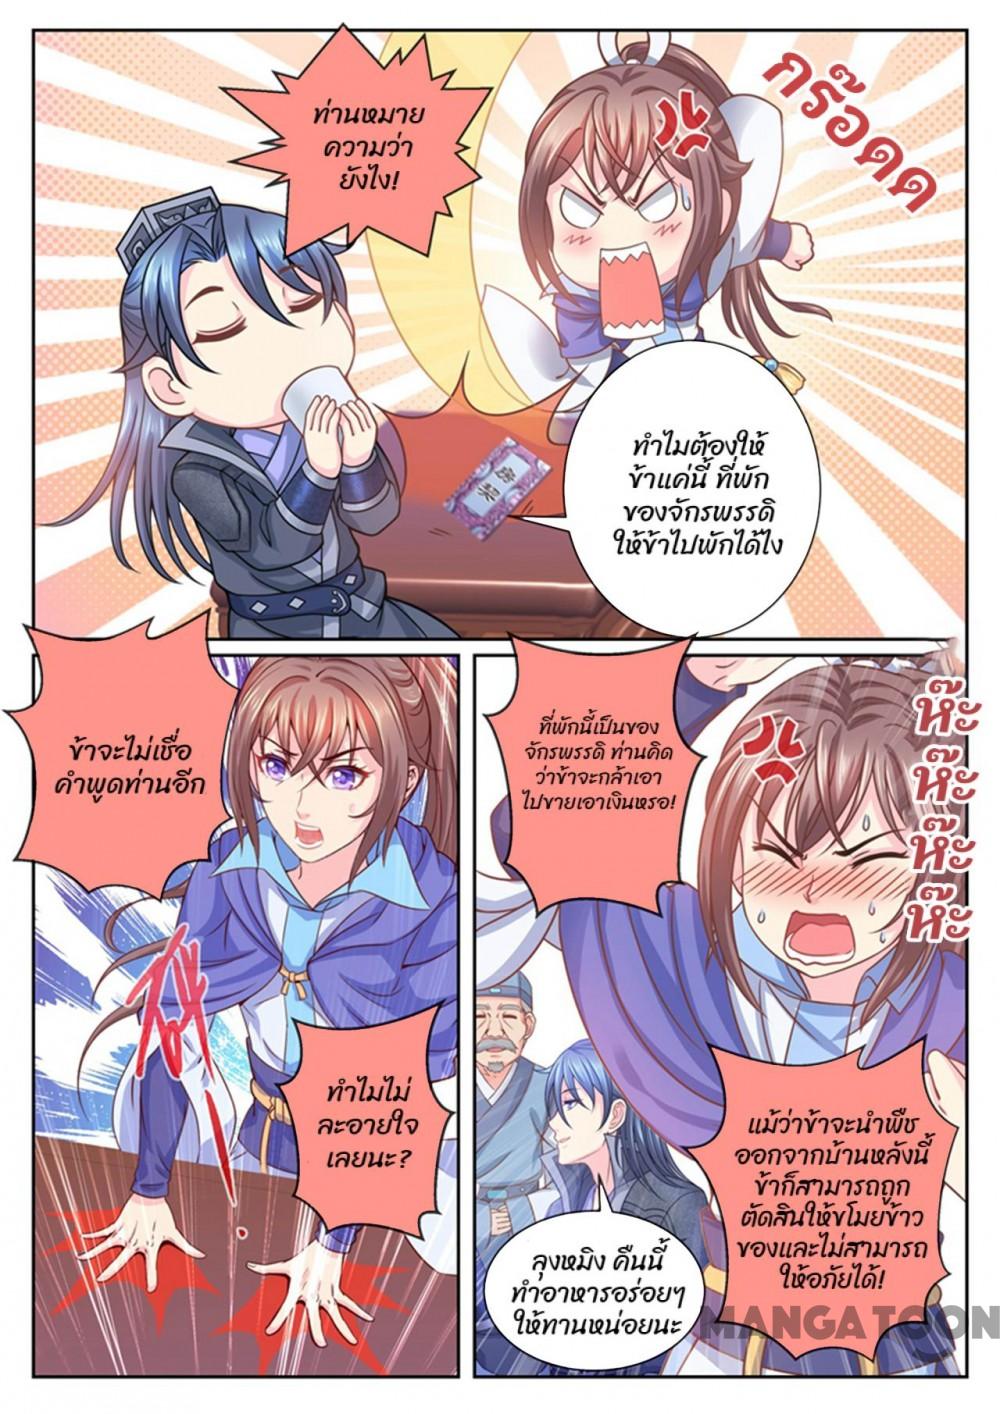 ท่านหมาย
ความว่า
ยังไง!
กร๊อดด
ทำไมต้องให้
ข้าแค่นี้ ที่พัก
ของจักรพรรดิ
ให้ข้าไปพักได้ไง
房契
ข้าจะไม่เชื่อ
คำพูดท่านอีก
ทำไมไม่
ละอายใจ
เลยนะ?
ที่พักนี้เป็นของ
จักรพรรดิ ท่านคิด
ว่าข้าจะกล้าเอา
ไปขายเอาเงินหรอ!
ห๊ะ
ห๊ะ
ห๊ะ
ห๊ะ
แม้ว่าข้าจะนำพืช
ออกจากบ้านหลังนี้
ข้าก็สามารถถูก
ตัดสินให้ขโมยข้าว
ของและไม่สามารถ
ให้อภัยได้!
ลุงหมิง คืนนี้
ทำอาหารอร่อยๆ
ให้ทานหน่อยนะ
MANGATOON